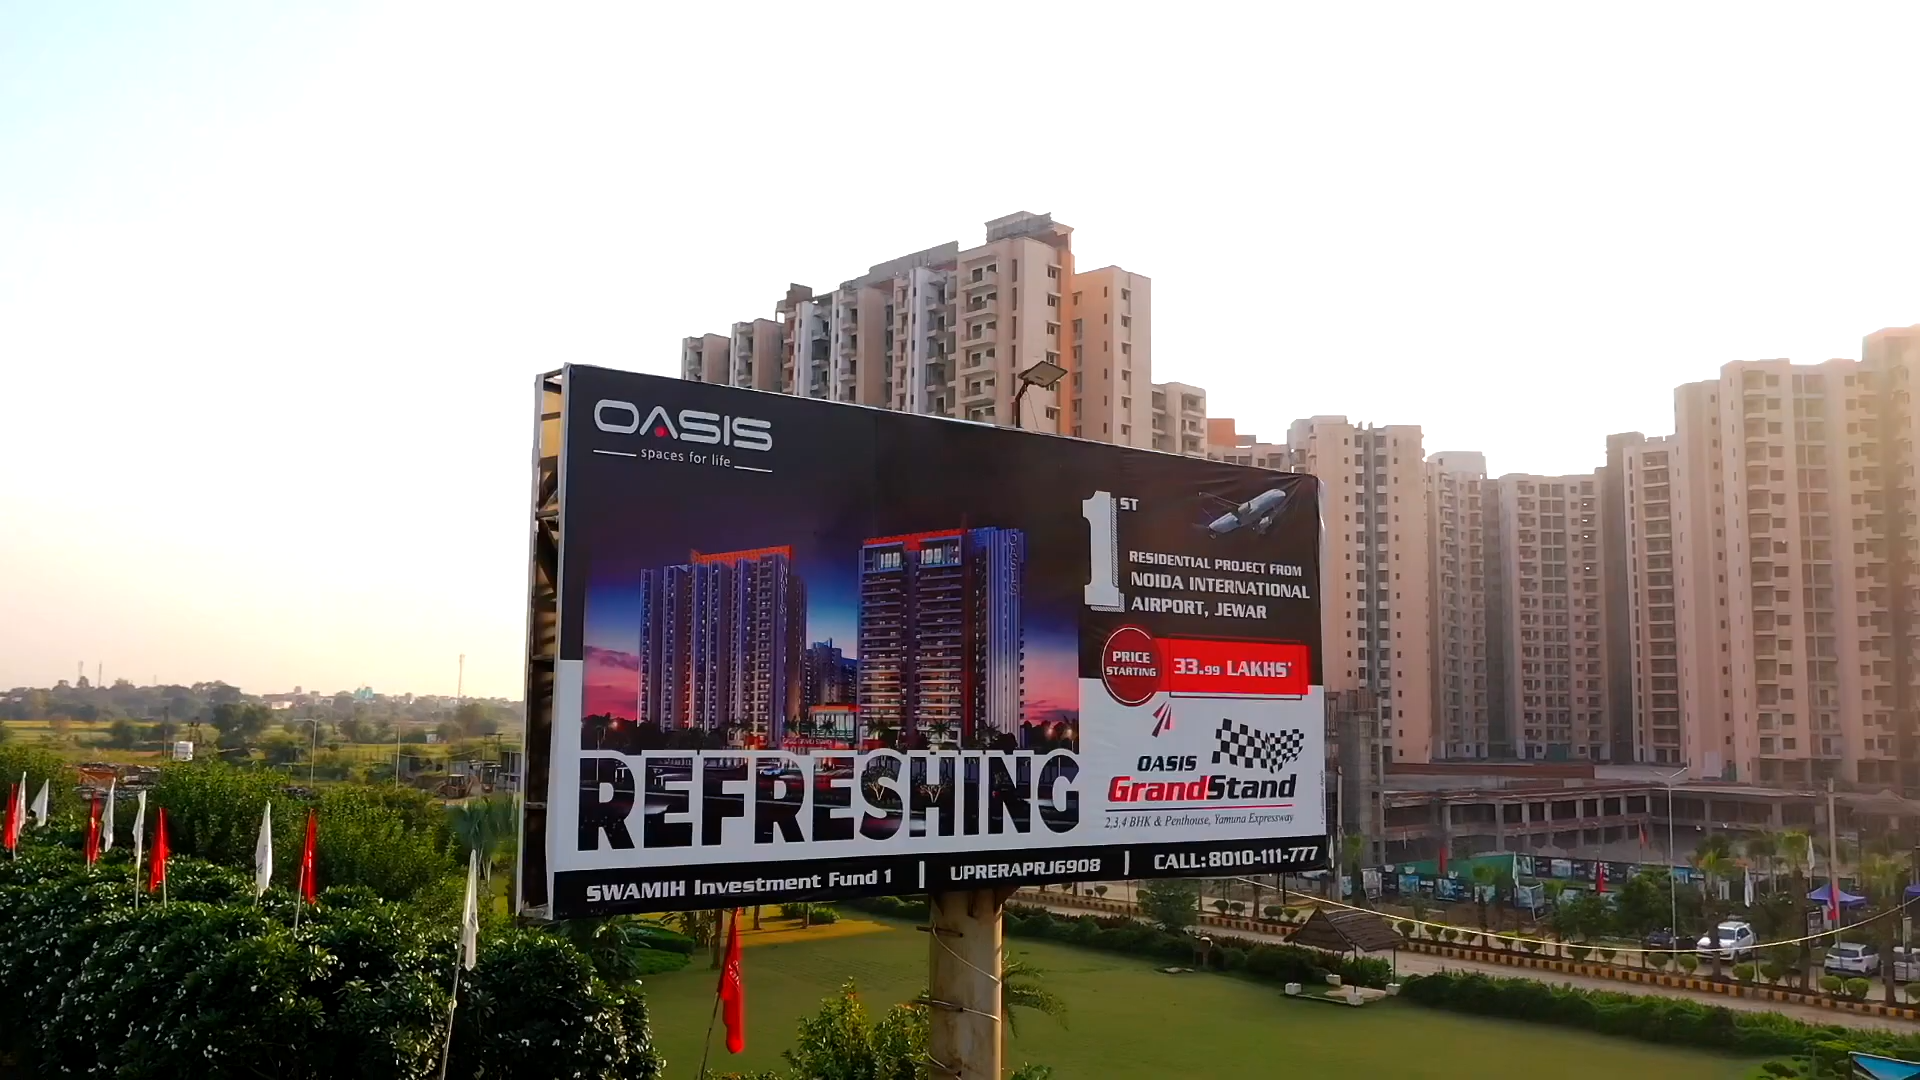 OASIS
spaces for life
1ST
RESIDENTIAL PROJECT FROM
NOIDA INTERNATIONAL
AIRPORT, JEWAR
PRICE
STARTING
33.99 LAKHS*
OASIS
GrandStand
2,3,4 BHK & Penthouse, Yamuna Expressway
REFRESHING
SWAMIH Investment Fund 1 | UPRERAPRJ6908 | CALL: 8010-111-777